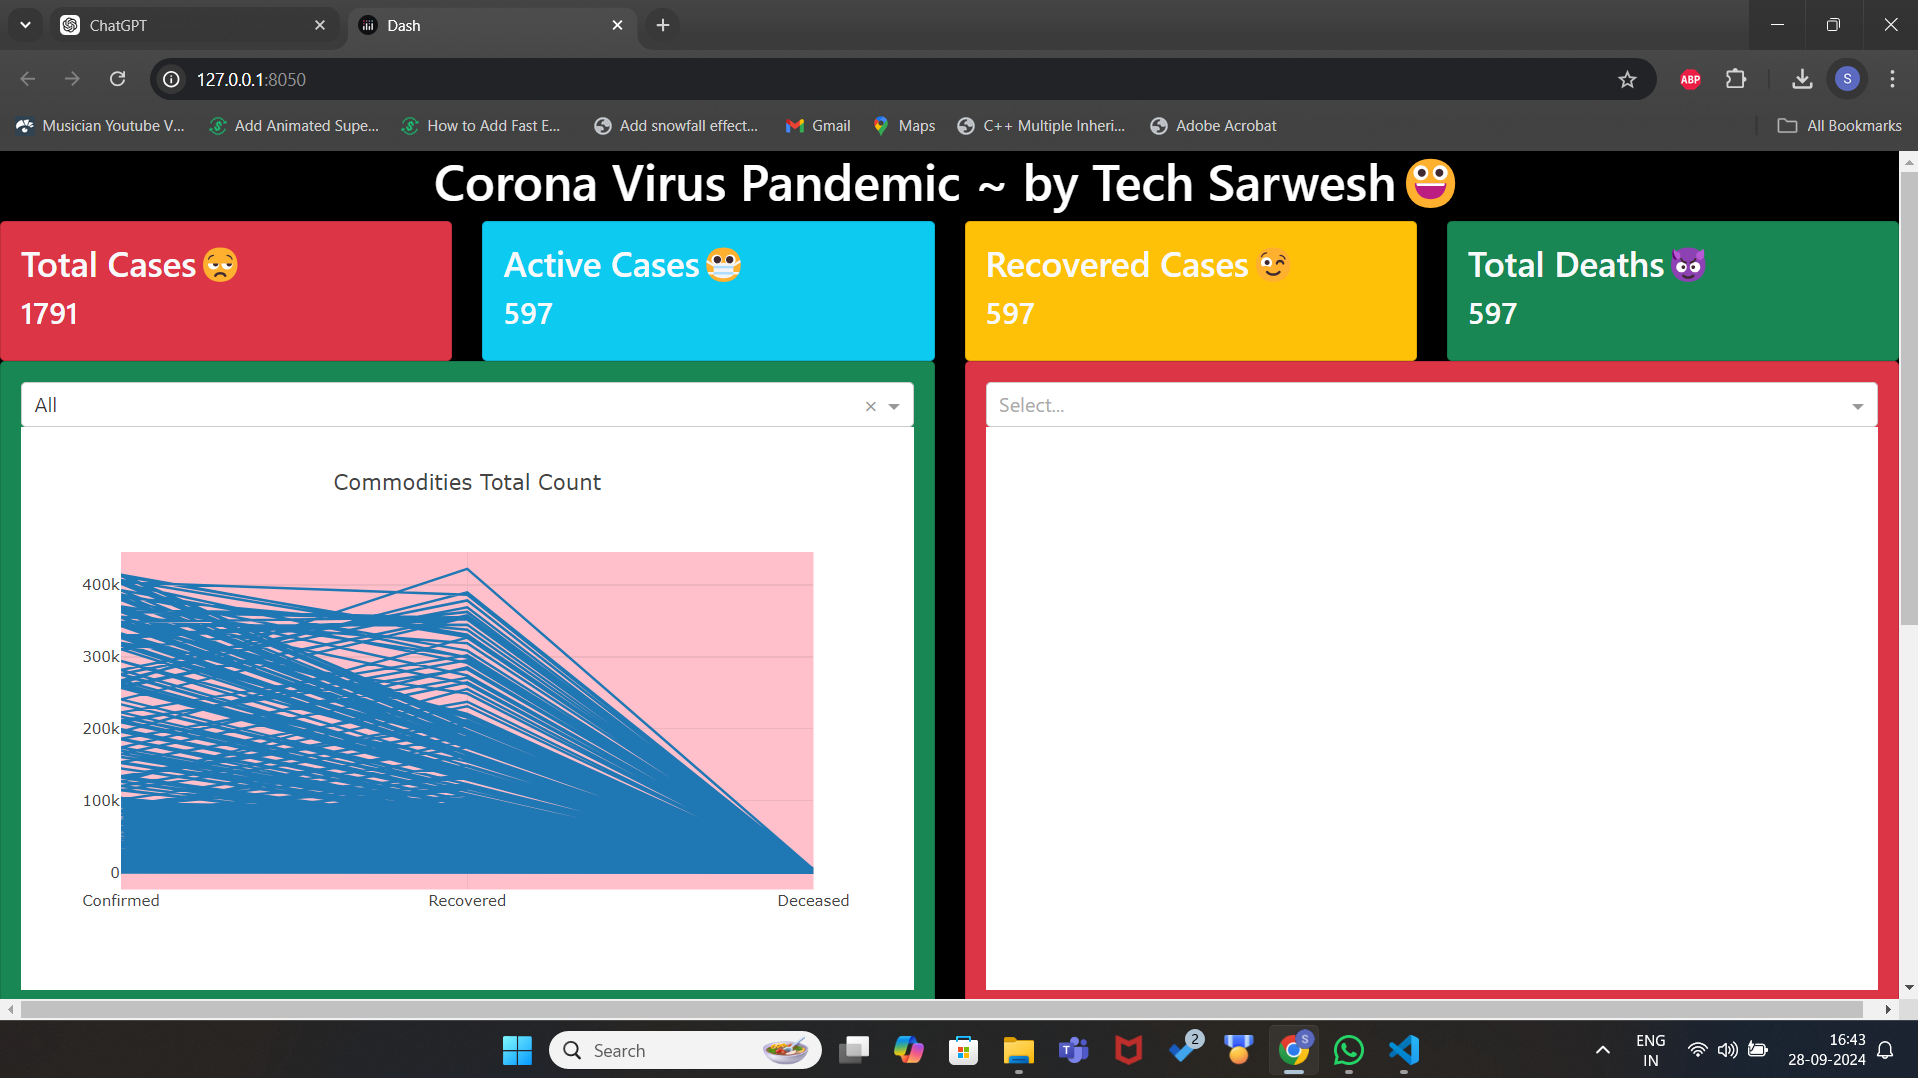 ChatGPT
Dash
127.0.0.1:8050
ABP
S
Musician Youtube V...
Add Animated Supe...
How to Add Fast E...
Add snowfall effect...
Gmail
Maps
C++ Multiple Inheri...
Adobe Acrobat
All Bookmarks
Corona Virus Pandemic ~ by Tech Sarwesh😀
Total Cases😞
1791
Active Cases😷
597
Recovered Cases😉
597
Total Deaths😈
597
All
Select...
Commodities Total Count
400k
300k
200k
100k
0
Confirmed
Recovered
Deceased
Search
2
S
ENG
IN
16:43
28-09-2024